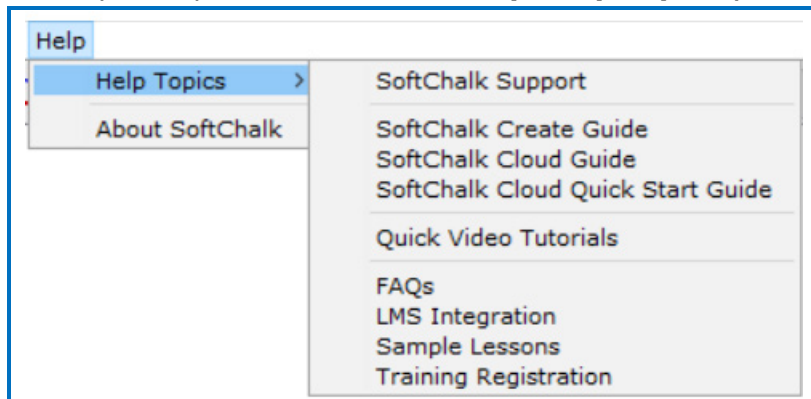 Help
Help Topics >
About SoftChalk
SoftChalk Support
SoftChalk Create Guide
SoftChalk Cloud Guide
SoftChalk Cloud Quick Start Guide
Quick Video Tutorials
FAQs
LMS Integration
Sample Lessons
Training Registration